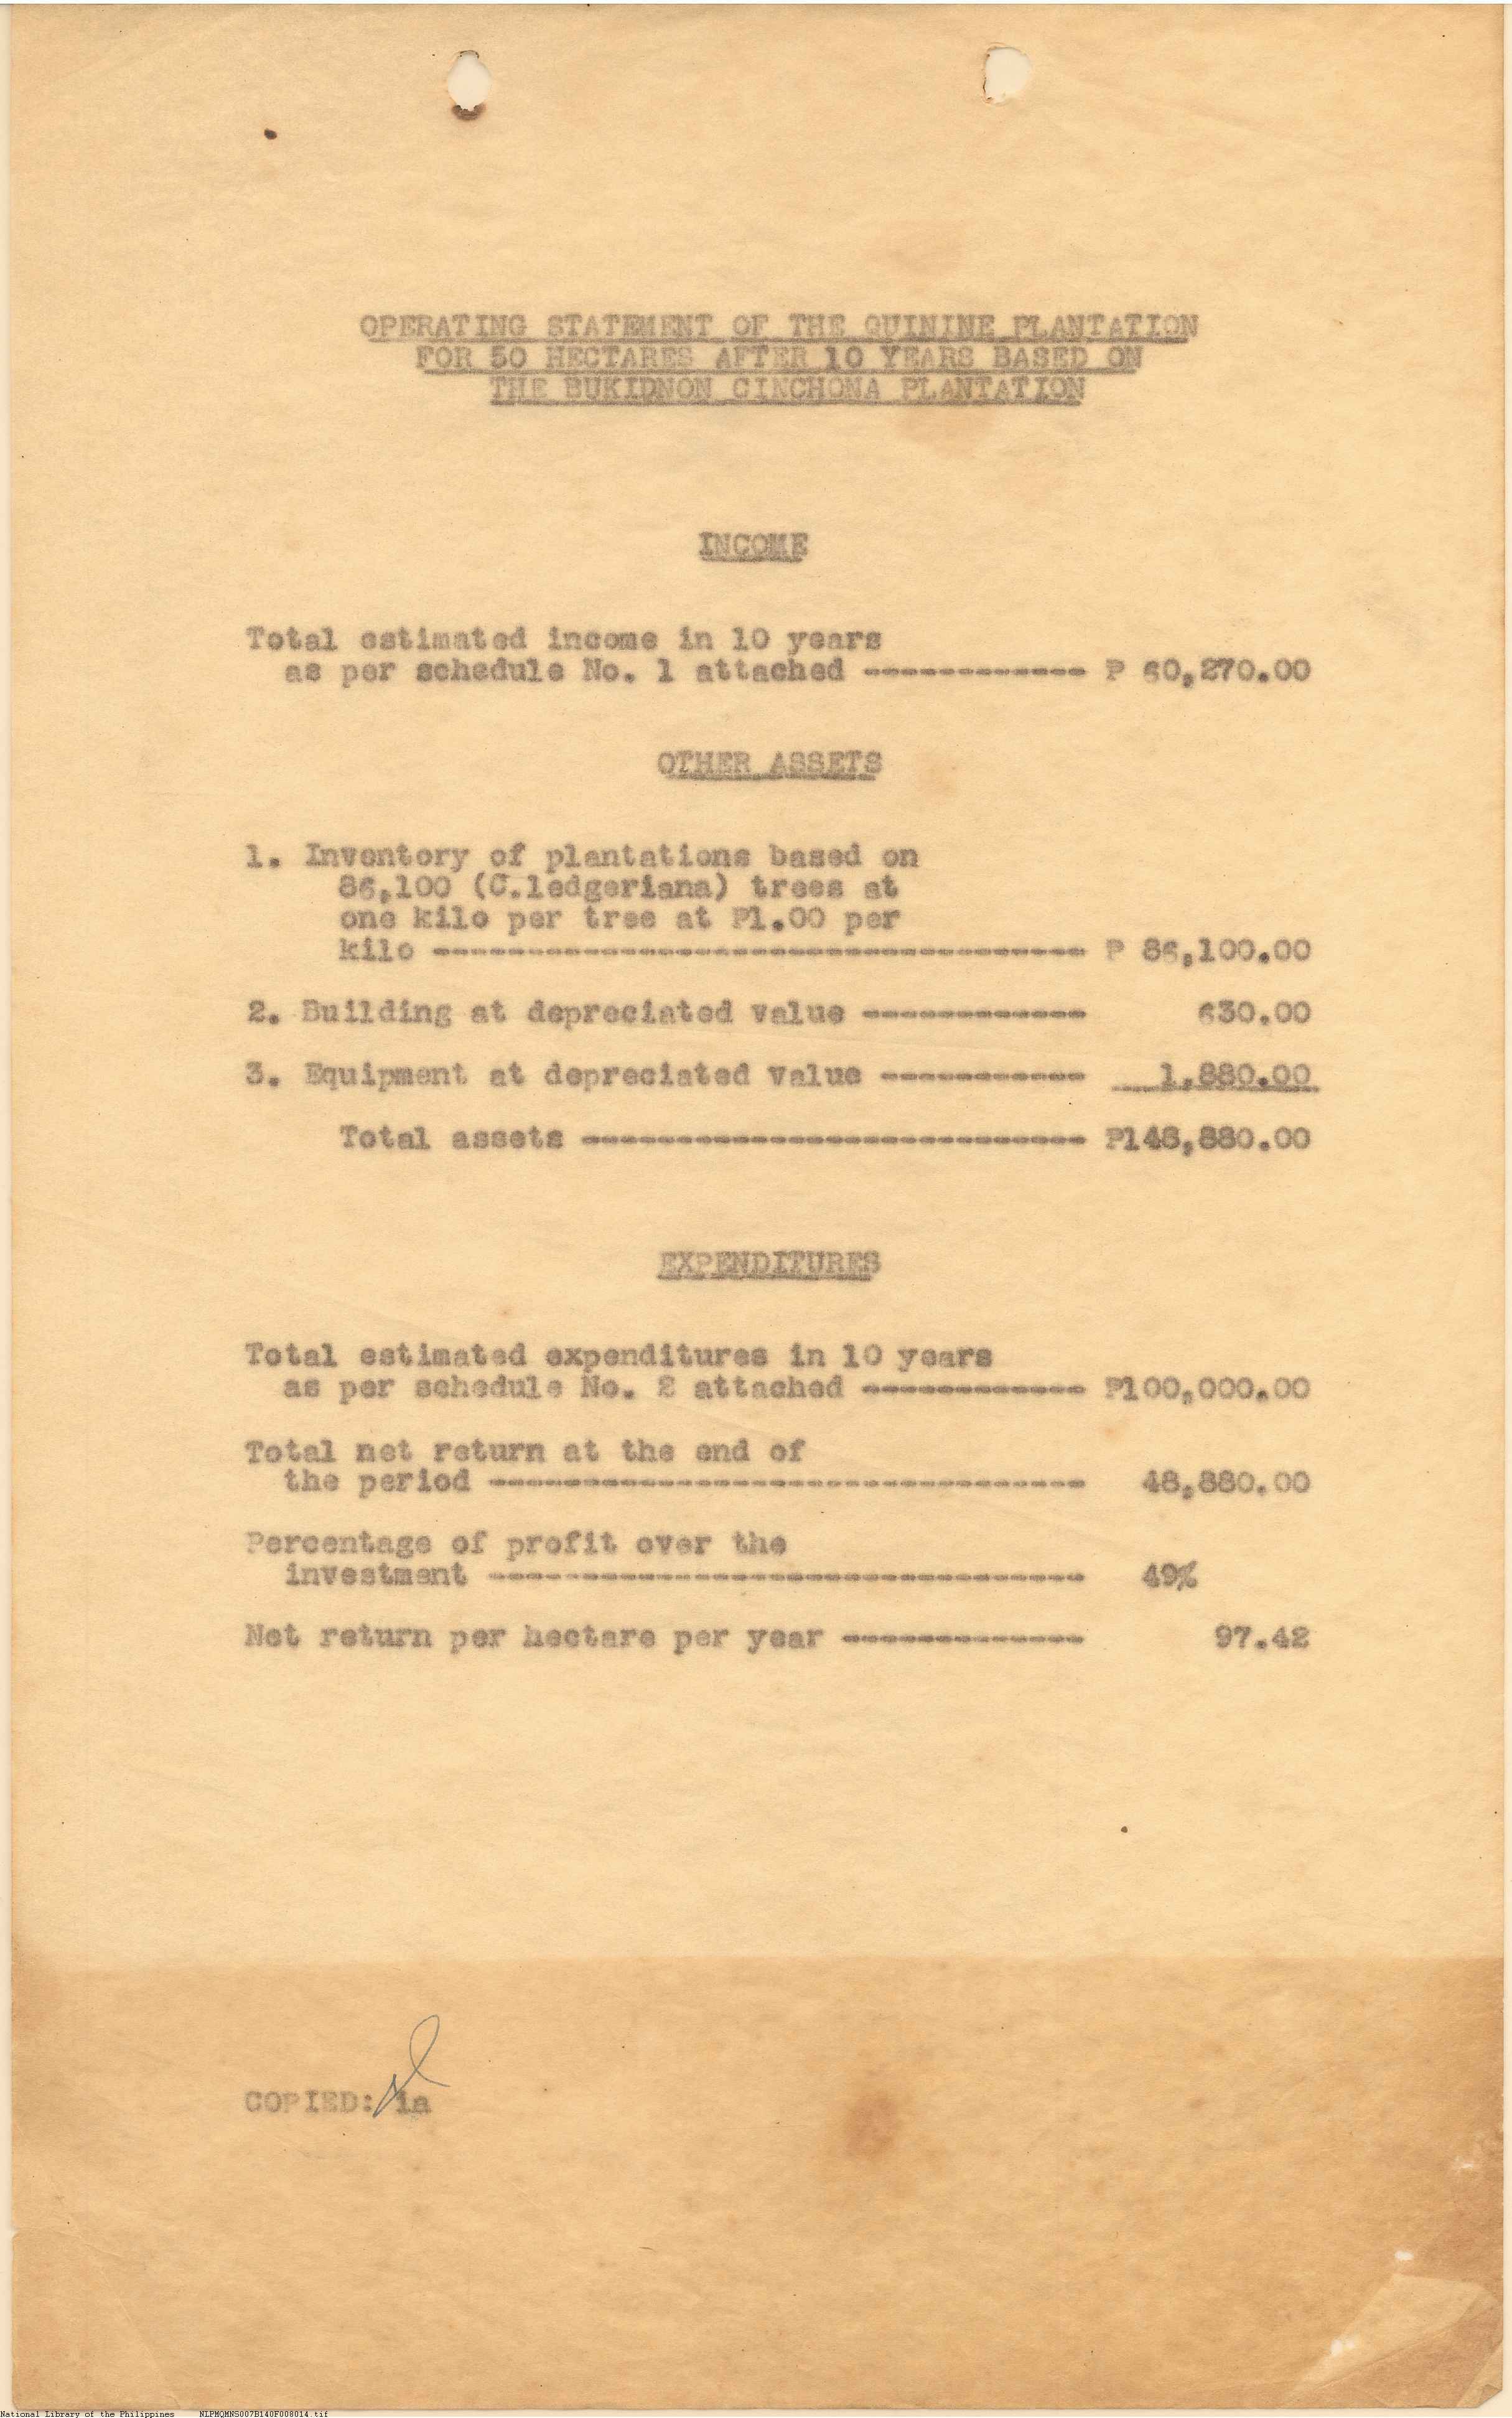 OPERATING STATEMENT OF THE QUININE PLANTATION
FOR 50 HECTARES AFTER 10 YEARS BASED ON
THE BUKIDNON CINCHONA PLANTATION
INCOME
Total estimated income in 10 years
as per schedule No. 1 attached ------------ ₱ 60,270.00
OTHER ASSETS
1. Inventory of plantations based on
86,100 (C.ledgeriana) trees at
one kilo per tree at ₱1.00 per
kilo ----------------------------------- ₱ 86,100.00
2. Building at depreciated value ------------ 630.00
3. Equipment at depreciated value ----------- 1,880.00
Total assets --------------------------- ₱148,880.00
EXPENDITURES
Total estimated expenditures in 10 years
as per schedule No. 2 attached ------------ ₱100,000.00
Total net return at the end of
the period -------------------------------- 48,880.00
Percentage of profit over the
investment -------------------------------- 49%
Net return per hectare per year ------------- 97.42
COPIED: ia
National Library of the Philippines NLPMQMNS007B140F008014.tif